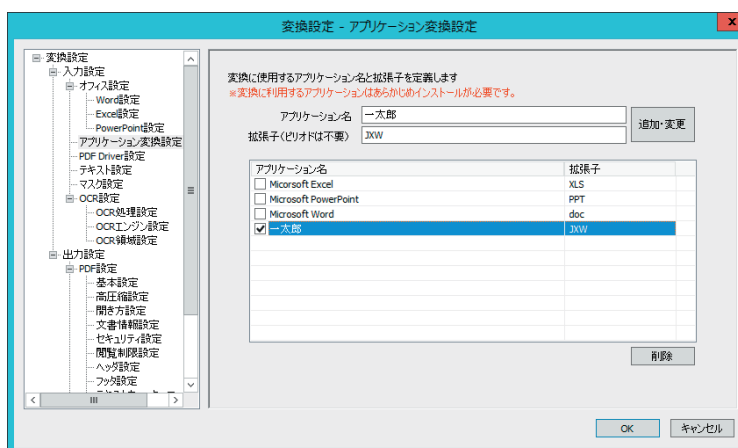 変換設定 - アプリケーション変換設定
x
変換設定
入力設定
オフィス設定
Word設定
Excel設定
PowerPoint設定
アプリケーション変換設定
PDF Driver設定
テキスト設定
マスク設定
OCR設定
OCR処理設定
OCRエンジン設定
OCR領域設定
出力設定
PDF設定
基本設定
高圧縮設定
開き方設定
文書情報設定
セキュリティ設定
閲覧制限設定
ヘッダ設定
フッタ設定
変換に使用するアプリケーション名と拡張子を定義します
※変換に利用するアプリケーションはあらかじめインストールが必要です。
アプリケーション名 一太郎
拡張子(ピリオドは不要) JXW
追加・変更
アプリケーション名 拡張子
Micorsoft Excel XLS
Microsoft PowerPoint PPT
Microsoft Word doc
一太郎 JXW
削除
OK キャンセル